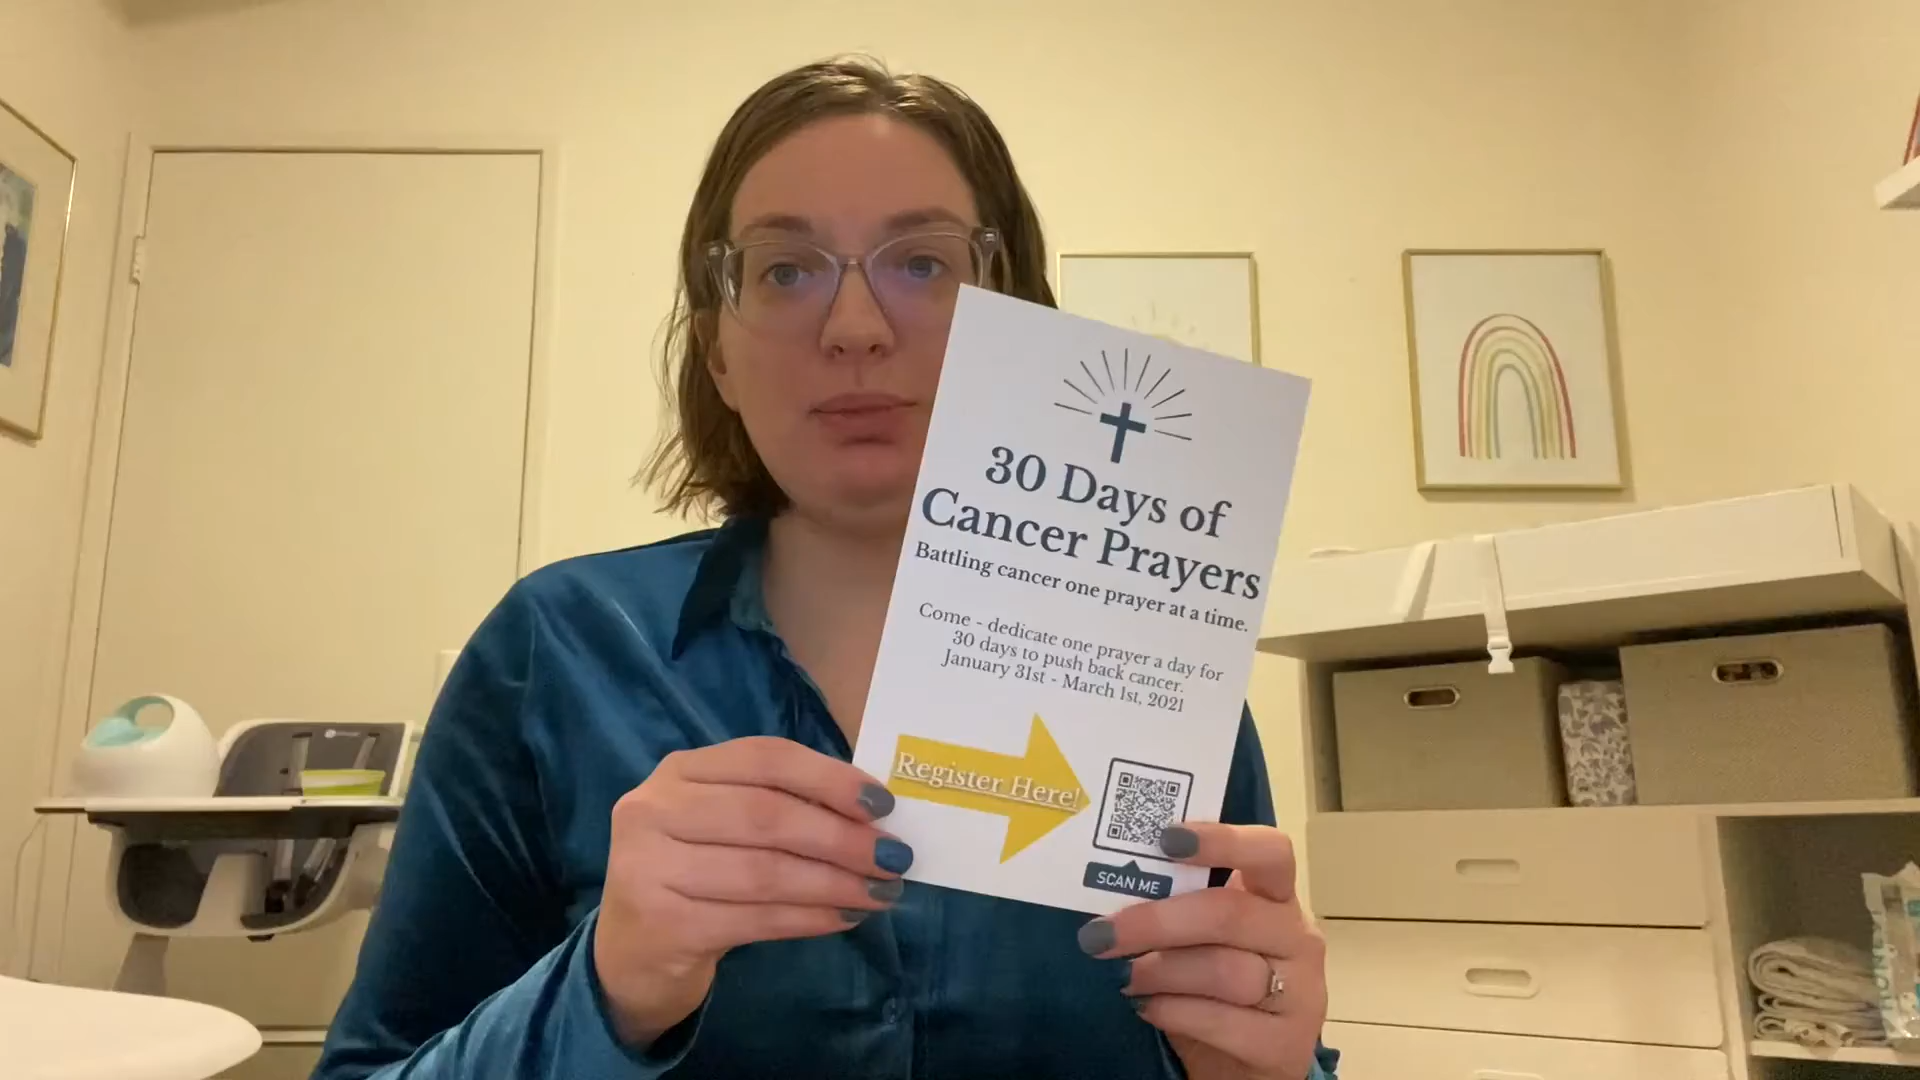 30 Days of
Cancer Prayers
Battling cancer one prayer at a time.
Come - dedicate one prayer a day for
30 days to push back cancer.
January 31st - March 1st, 2021
Register Here!
SCAN ME